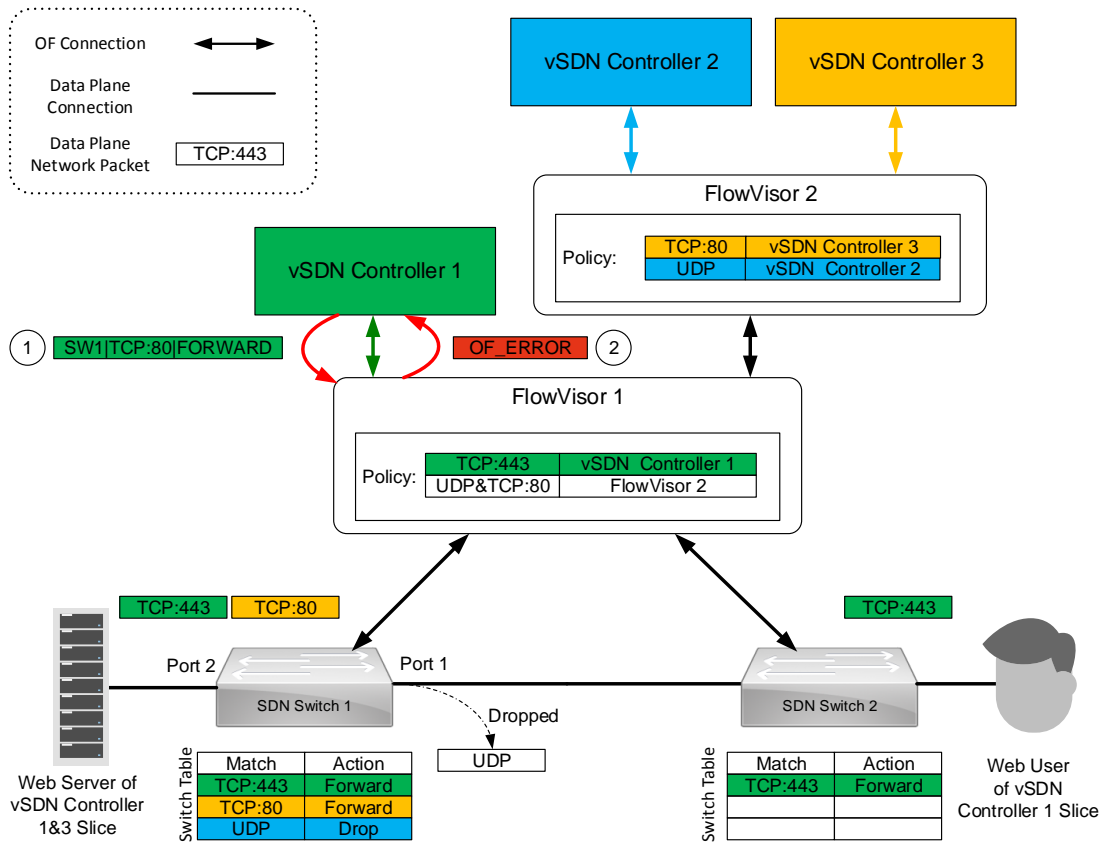 OF Connection
Data Plane
Connection
Data Plane
Network Packet
TCP:443
vSDN Controller 2
vSDN Controller 3
FlowVisor 2
Policy:
TCP:80 vSDN Controller 3
UDP vSDN Controller 2
vSDN Controller 1
1
SW1|TCP:80|FORWARD
OF_ERROR
2
FlowVisor 1
Policy:
TCP:443 vSDN Controller 1
UDP&TCP:80 FlowVisor 2
TCP:443
TCP:80
TCP:443
Port 2
Port 1
SDN Switch 1
SDN Switch 2
Dropped
UDP
Web Server of
vSDN Controller
1&3 Slice
Switch Table
Match Action
TCP:443 Forward
TCP:80 Forward
UDP Drop
Switch Table
Match Action
TCP:443 Forward
Web User
of vSDN
Controller 1 Slice